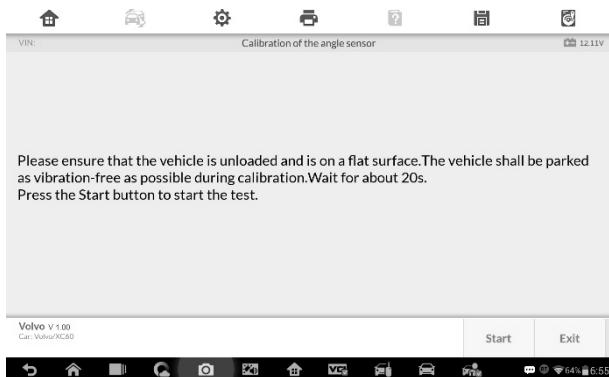 VIN:
Calibration of the angle sensor
12.11V
Please ensure that the vehicle is unloaded and is on a flat surface.The vehicle shall be parked
as vibration-free as possible during calibration.Wait for about 20s.
Press the Start button to start the test.
Volvo V 1.00
Car: Volvo/XC60
Start
Exit
64% 6:55